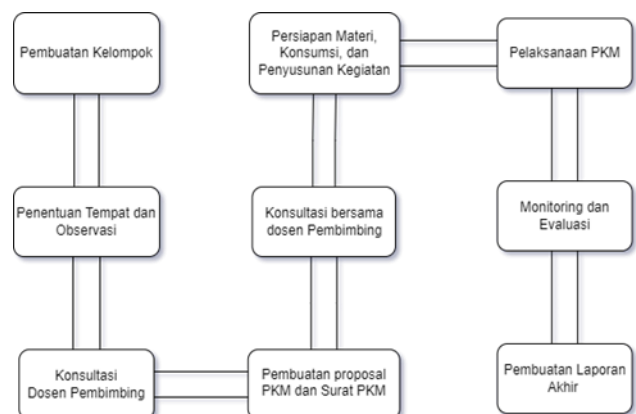 Pembuatan Kelompok
Penentuan Tempat dan
Observasi
Konsultasi
Dosen Pembimbing
Pembuatan proposal
PKM dan Surat PKM
Konsultasi bersama
dosen Pembimbing
Persiapan Materi,
Konsumsi, dan
Penyusunan Kegiatan
Pelaksanaan PKM
Monitoring dan
Evaluasi
Pembuatan Laporan
Akhir